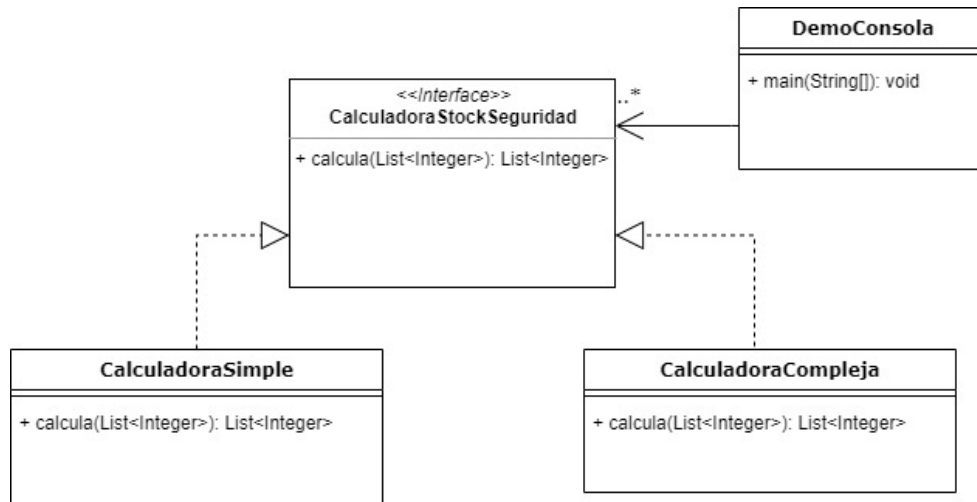 DemoConsola
+ main(String[]): void
<<Interface>>
CalculadoraStockSeguridad
..*
+ calcula(List<Integer>): List<Integer>
CalculadoraSimple
+ calcula(List<Integer>): List<Integer>
CalculadoraCompleja
+ calcula(List<Integer>): List<Integer>